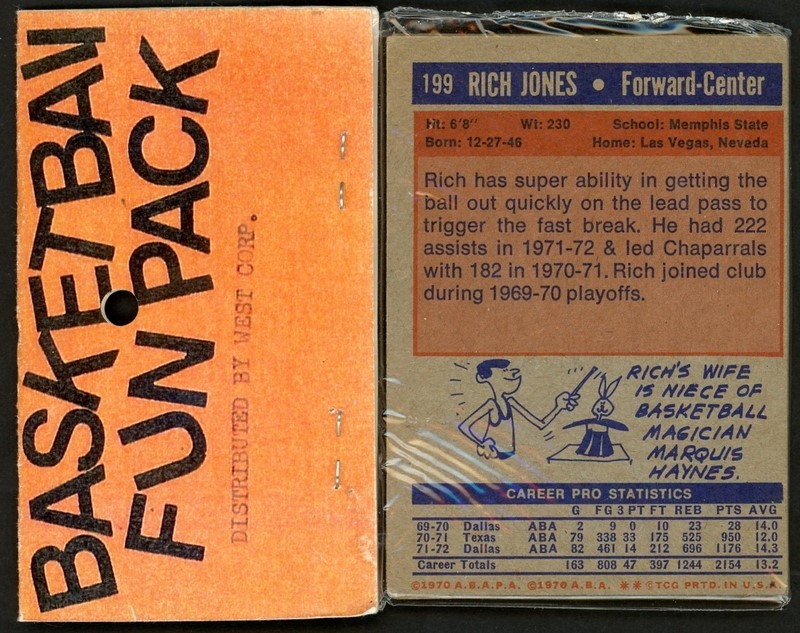 BASKETBALL
FUN PACK
DISTRIBUTED BY WEST CORP.
199 RICH JONES • Forward-Center
Ht: 6'8" Wt: 230 School: Memphis State
Born: 12-27-46 Home: Las Vegas, Nevada
Rich has super ability in getting the
ball out quickly on the lead pass to
trigger the fast break. He had 222
assists in 1971-72 & led Chaparrals
with 182 in 1970-71. Rich joined club
during 1969-70 playoffs.
RICH'S WIFE
IS NIECE OF
BASKETBALL
MAGICIAN
MARQUIS
HAYNES.
CAREER PRO STATISTICS
G FG 3 PT FT REB PTS AVG
69-70 Dallas ABA 2 9 0 10 23 28 14.0
70-71 Texas ABA 79 338 33 175 525 950 12.0
71-72 Dallas ABA 82 461 14 212 696 1176 14.3
Career Totals 163 808 47 397 1244 2154 13.2
©1970 A.B.A.P.A. ©1970 A.B.A. ✱✱©TCG PRTD. IN U.S.A.